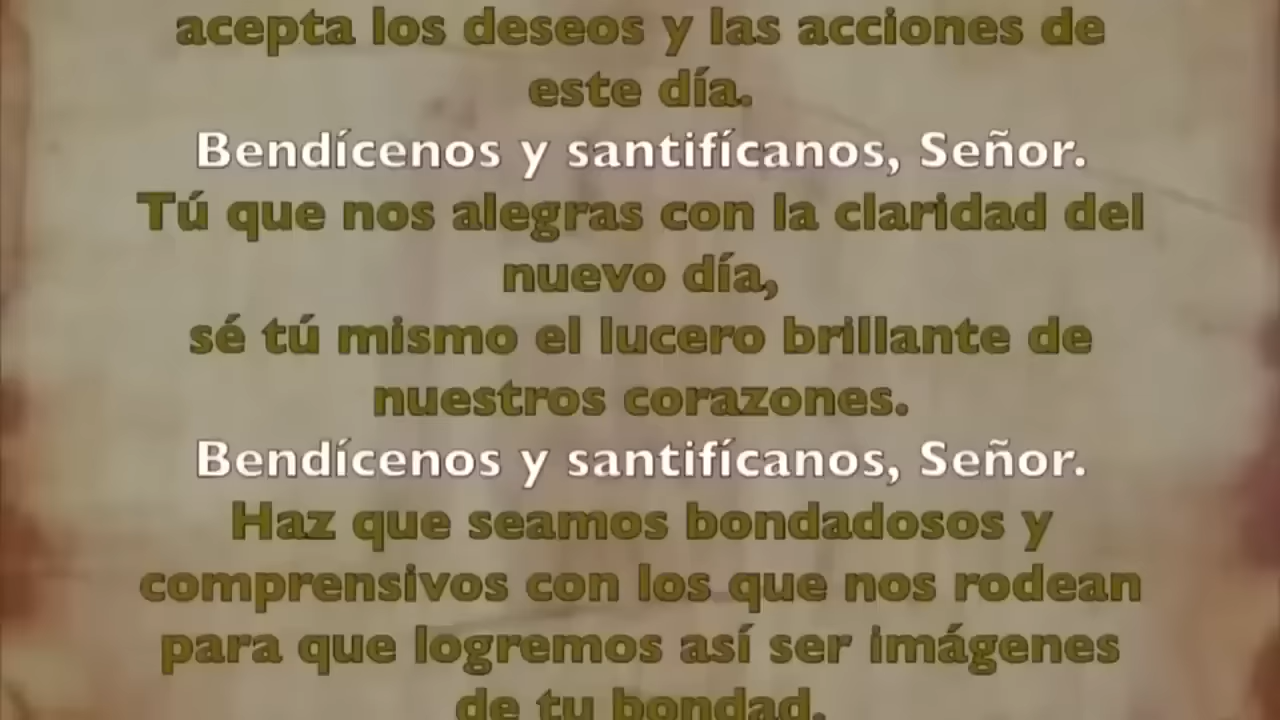 acepta los deseos y las acciones de
este día.
Bendícenos y santifícanos, Señor.
Tú que nos alegras con la claridad del
nuevo día,
sé tú mismo el lucero brillante de
nuestros corazones.
Bendícenos y santifícanos, Señor.
Haz que seamos bondadosos y
comprensivos con los que nos rodean
para que logremos así ser imágenes
de tu bondad.